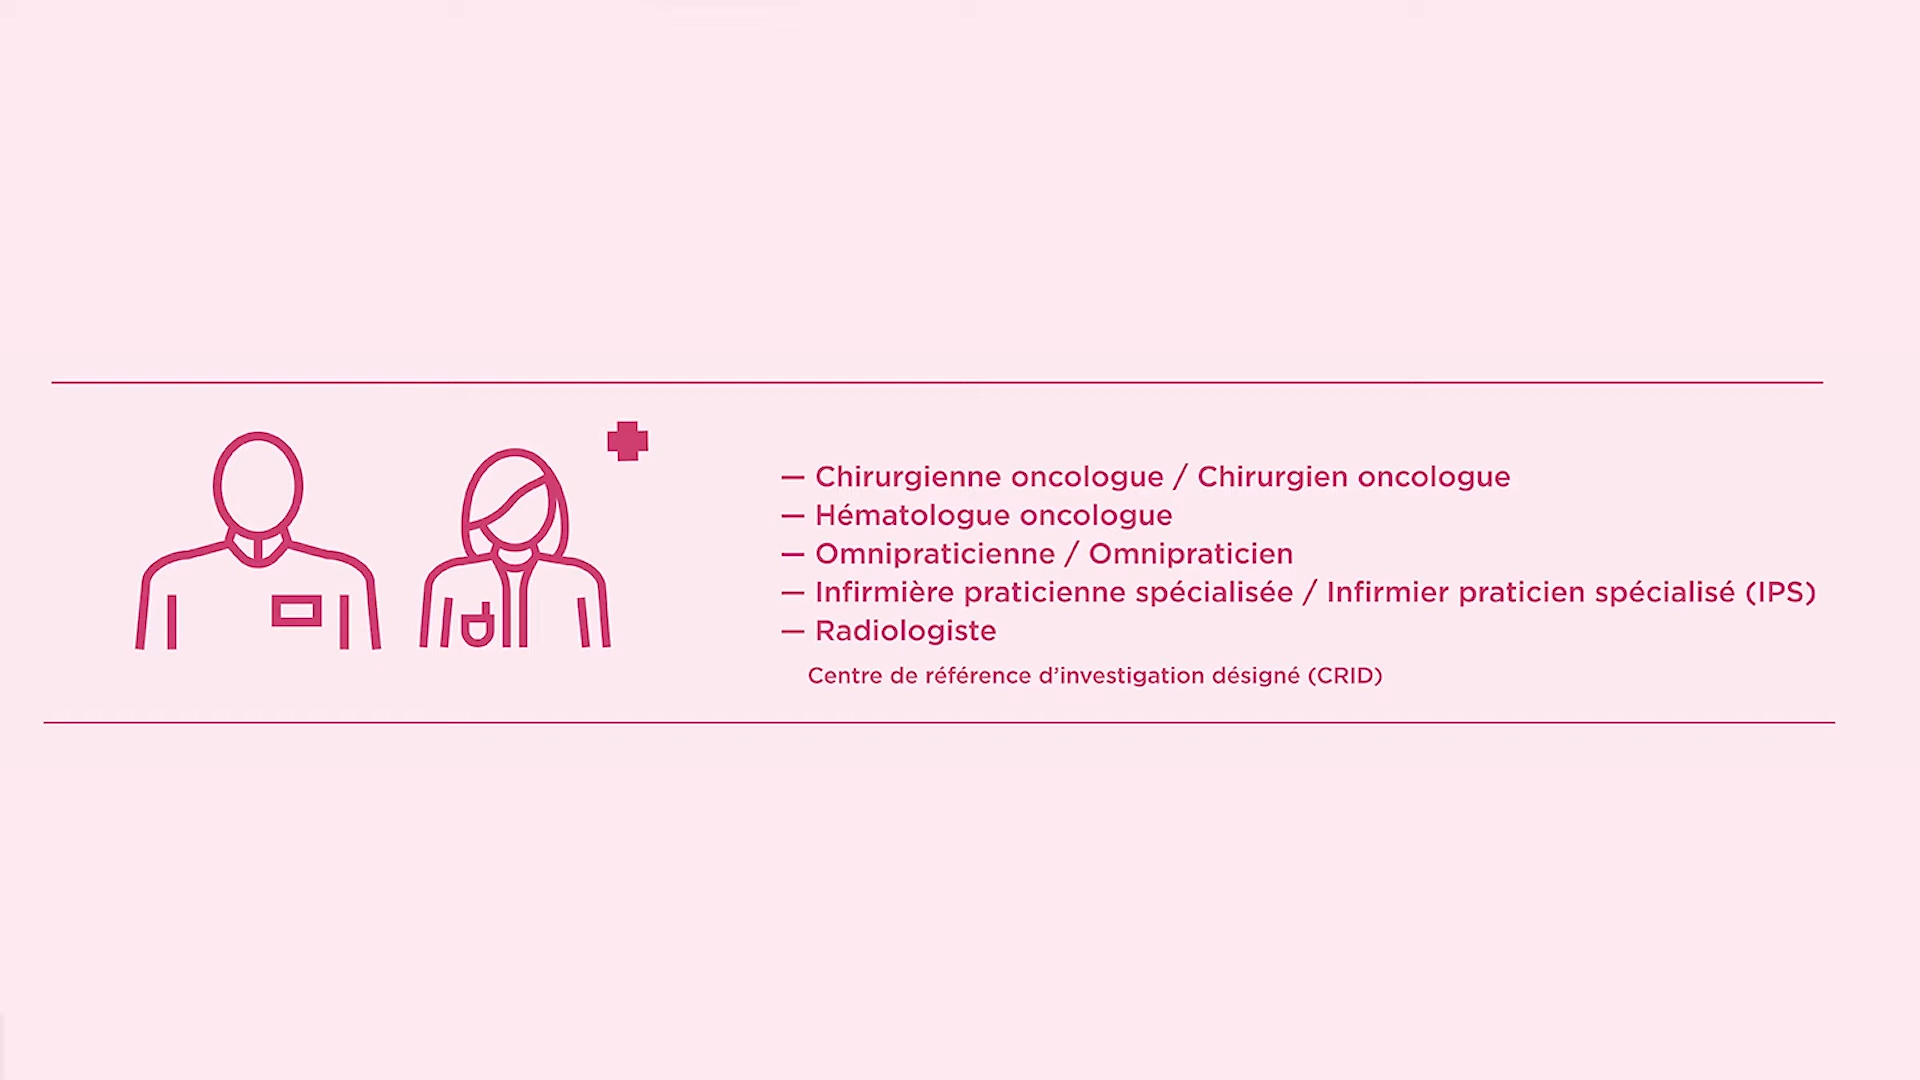 — Chirurgienne oncologue / Chirurgien oncologue
— Hématologue oncologue
— Omnipraticienne / Omnipraticien
— Infirmière praticienne spécialisée / Infirmier praticien spécialisé (IPS)
— Radiologiste
Centre de référence d’investigation désigné (CRID)